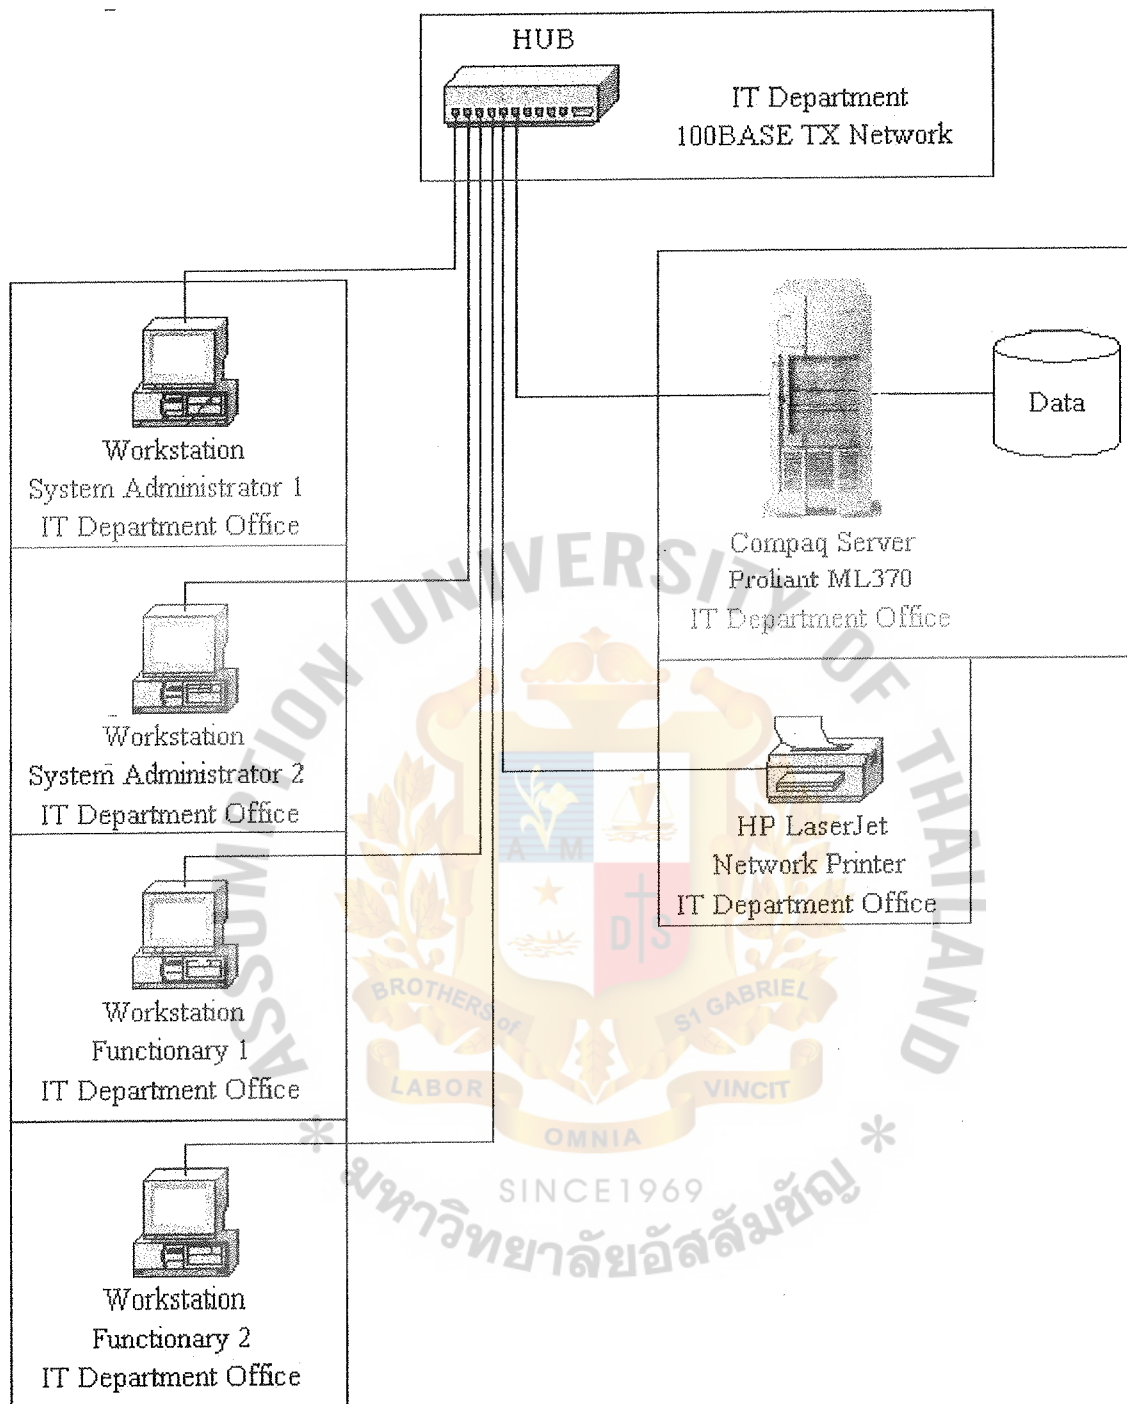 HUB
IT Department
100BASE TX Network
Workstation
System Administrator 1
IT Department Office
Data
Compaq Server
Proliant ML370
IT Department Office
Workstation
System Administrator 2
IT Department Office
HP LaserJet
Network Printer
IT Department Office
Workstation
Functionary 1
IT Department Office
Workstation
Functionary 2
IT Department Office
ASSUMPTION UNIVERSITY OF THAILAND
A M
D S
BROTHERS of
ST GABRIEL
LABOR
VINCIT
OMNIA
SINCE1969
มหาวิทยาลัยอัสสัมชัญ